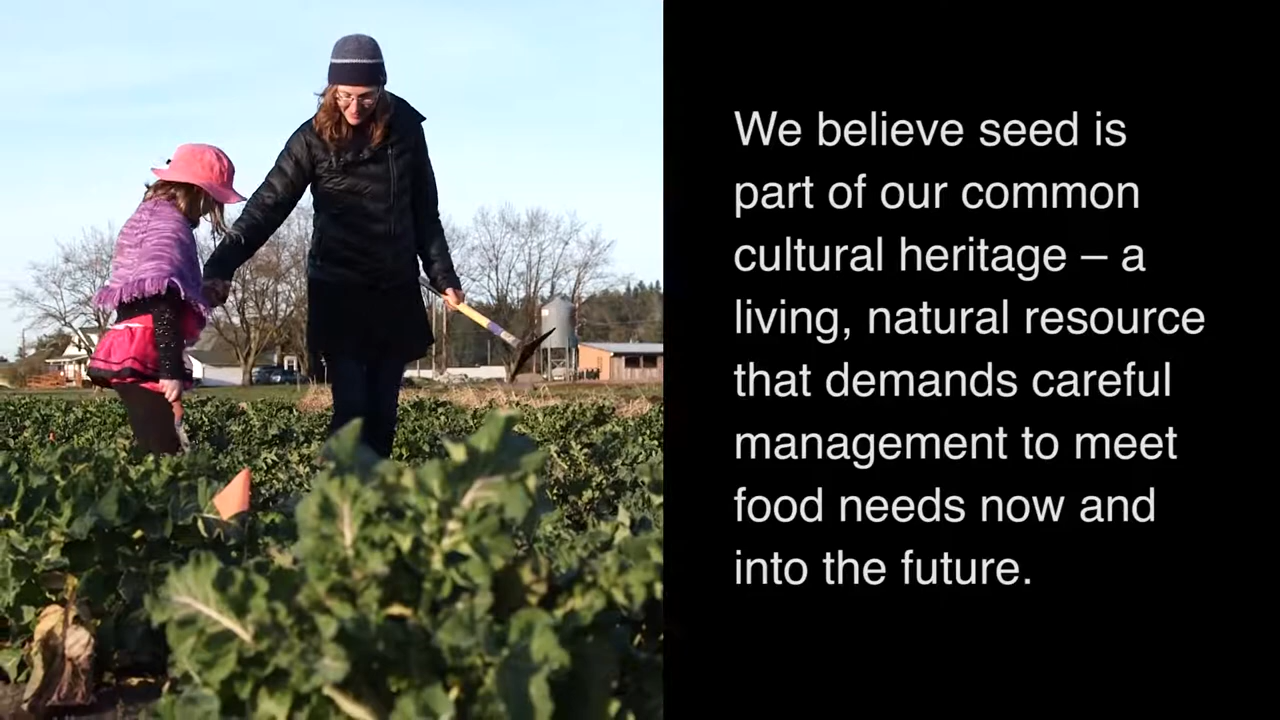 We believe seed is
part of our common
cultural heritage – a
living, natural resource
that demands careful
management to meet
food needs now and
into the future.